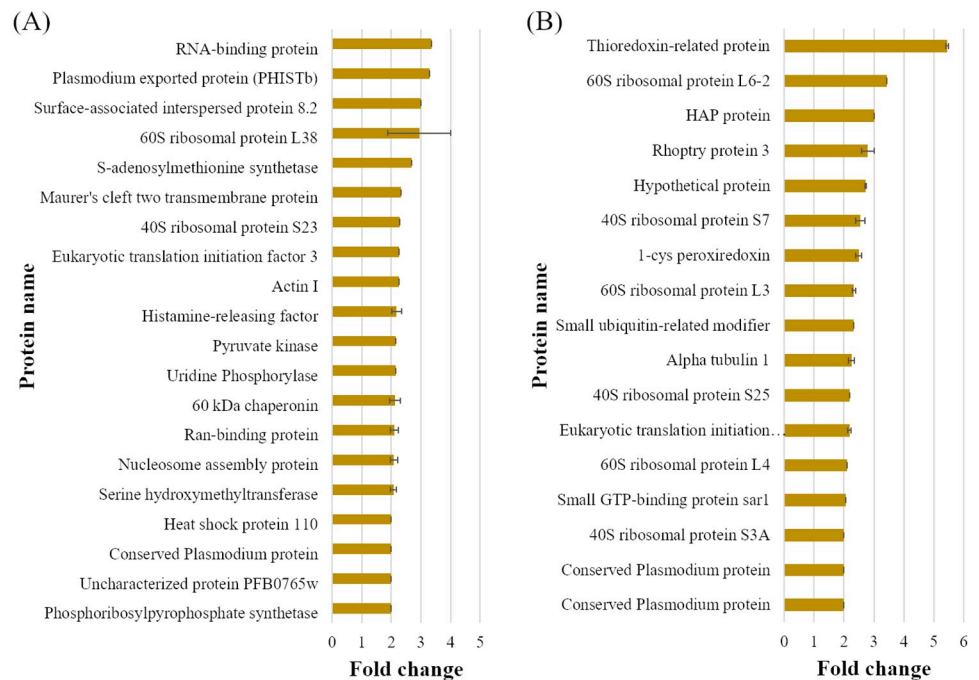 (A)
Protein name
RNA-binding protein
Plasmodium exported protein (PHISTb)
Surface-associated interspersed protein 8.2
60S ribosomal protein L38
S-adenosylmethionine synthetase
Maurer's cleft two transmembrane protein
40S ribosomal protein S23
Eukaryotic translation initiation factor 3
Actin I
Histamine-releasing factor
Pyruvate kinase
Uridine Phosphorylase
60 kDa chaperonin
Ran-binding protein
Nucleosome assembly protein
Serine hydroxymethyltransferase
Heat shock protein 110
Conserved Plasmodium protein
Uncharacterized protein PFB0765w
Phosphoribosylpyrophosphate synthetase
0 1 2 3 4 5
Fold change
(B)
Protein name
Thioredoxin-related protein
60S ribosomal protein L6-2
HAP protein
Rhoptry protein 3
Hypothetical protein
40S ribosomal protein S7
1-cys peroxiredoxin
60S ribosomal protein L3
Small ubiquitin-related modifier
Alpha tubulin 1
40S ribosomal protein S25
Eukaryotic translation initiation…
60S ribosomal protein L4
Small GTP-binding protein sar1
40S ribosomal protein S3A
Conserved Plasmodium protein
Conserved Plasmodium protein
0 1 2 3 4 5 6
Fold change